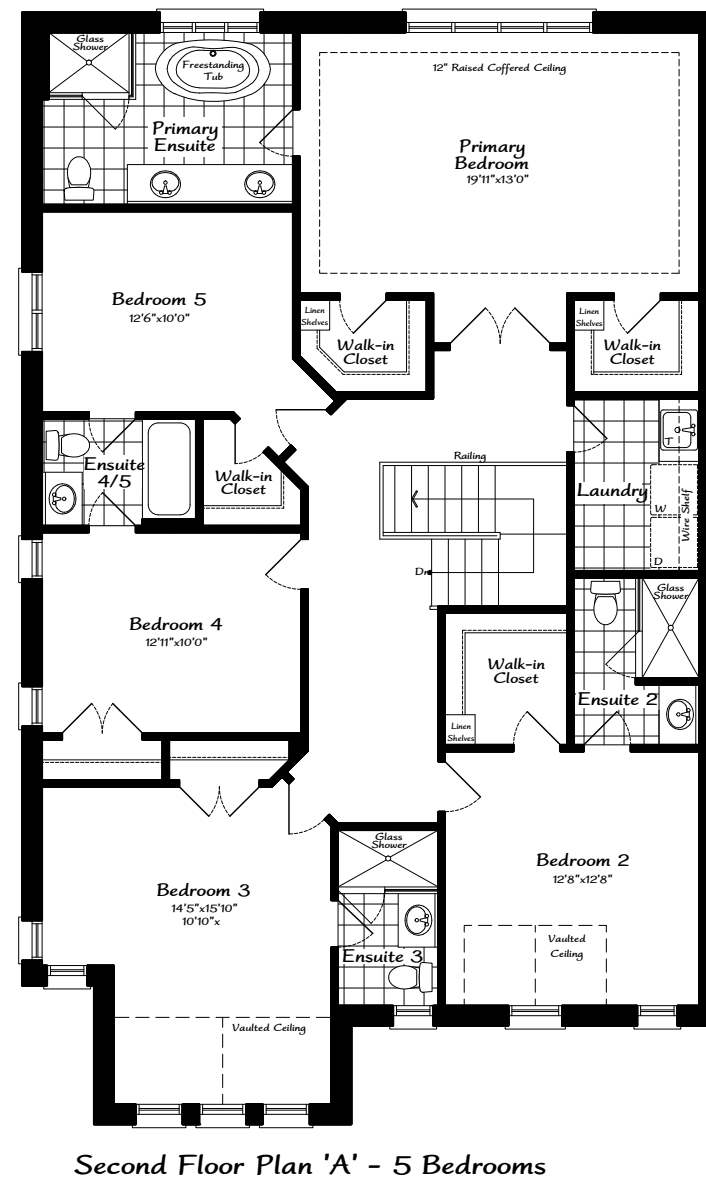 Glass
Shower
Freestanding
Tub
Primary
Ensuite
12" Raised Coffered Ceiling
Primary
Bedroom
19'11"x13'0"
Bedroom 5
12'6"x10'0"
Linen
Shelves
Walk-in
Closet
Linen
Shelves
Walk-in
Closet
Ensuite
4/5
Walk-in
Closet
Railing
T
Laundry
W
Wire Shelf
D
Dn
Bedroom 4
12'11"x10'0"
Glass
Shower
Walk-in
Closet
Ensuite 2
Linen
Shelves
Glass
Shower
Bedroom 2
12'8"x12'8"
Bedroom 3
14'5"x15'10"
10'10"x
Vaulted
Ceiling
Ensuite 3
Vaulted Ceiling
Second Floor Plan 'A' - 5 Bedrooms